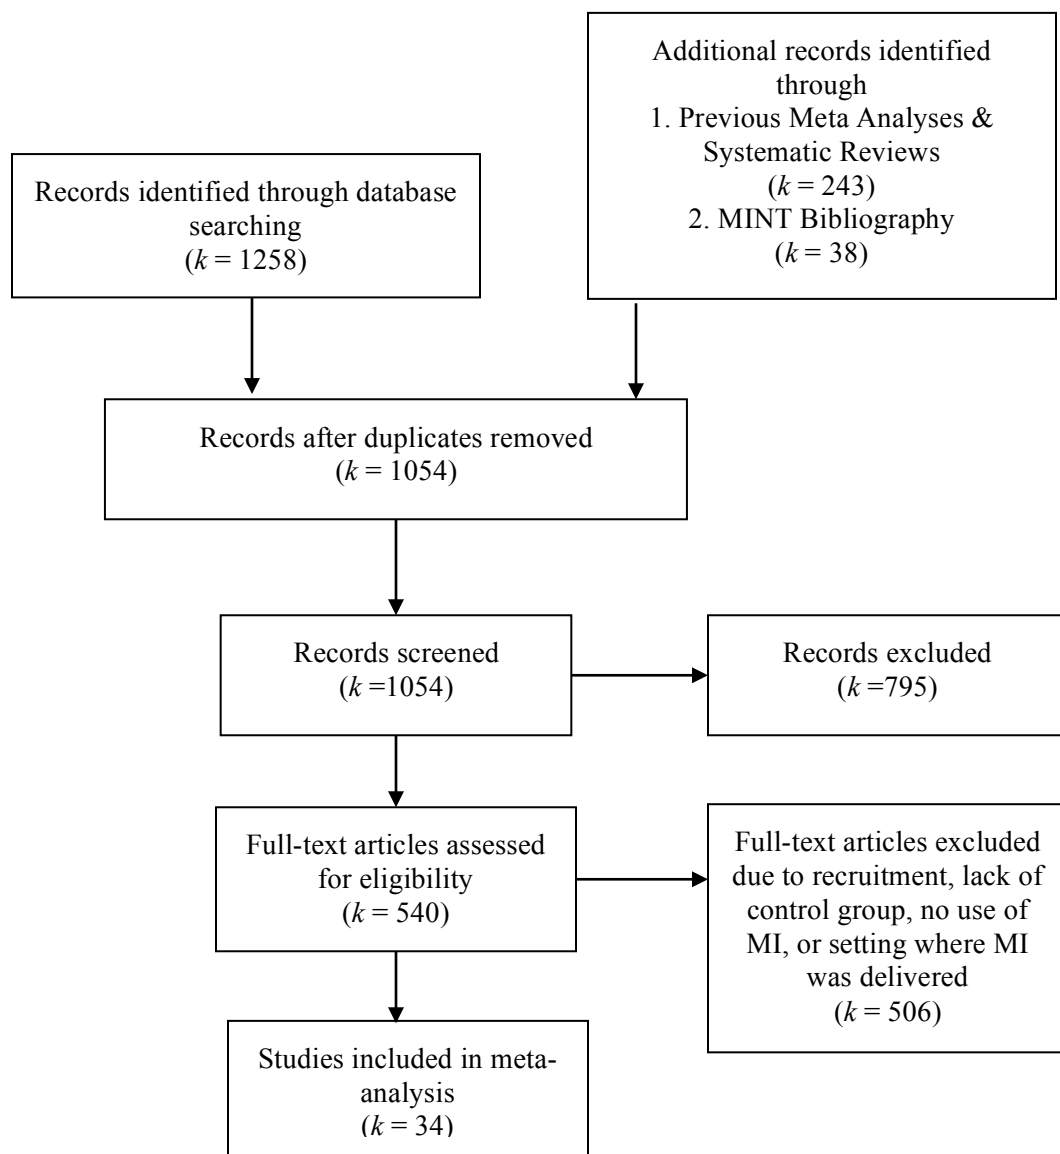 Records identified through database
searching
(k = 1258)
Additional records identified
through
1. Previous Meta Analyses &
Systematic Reviews
(k = 243)
2. MINT Bibliography
(k = 38)
Records after duplicates removed
(k = 1054)
Records screened
(k =1054)
Records excluded
(k =795)
Full-text articles assessed
for eligibility
(k = 540)
Full-text articles excluded
due to recruitment, lack of
control group, no use of
MI, or setting where MI
was delivered
(k = 506)
Studies included in meta-
analysis
(k = 34)